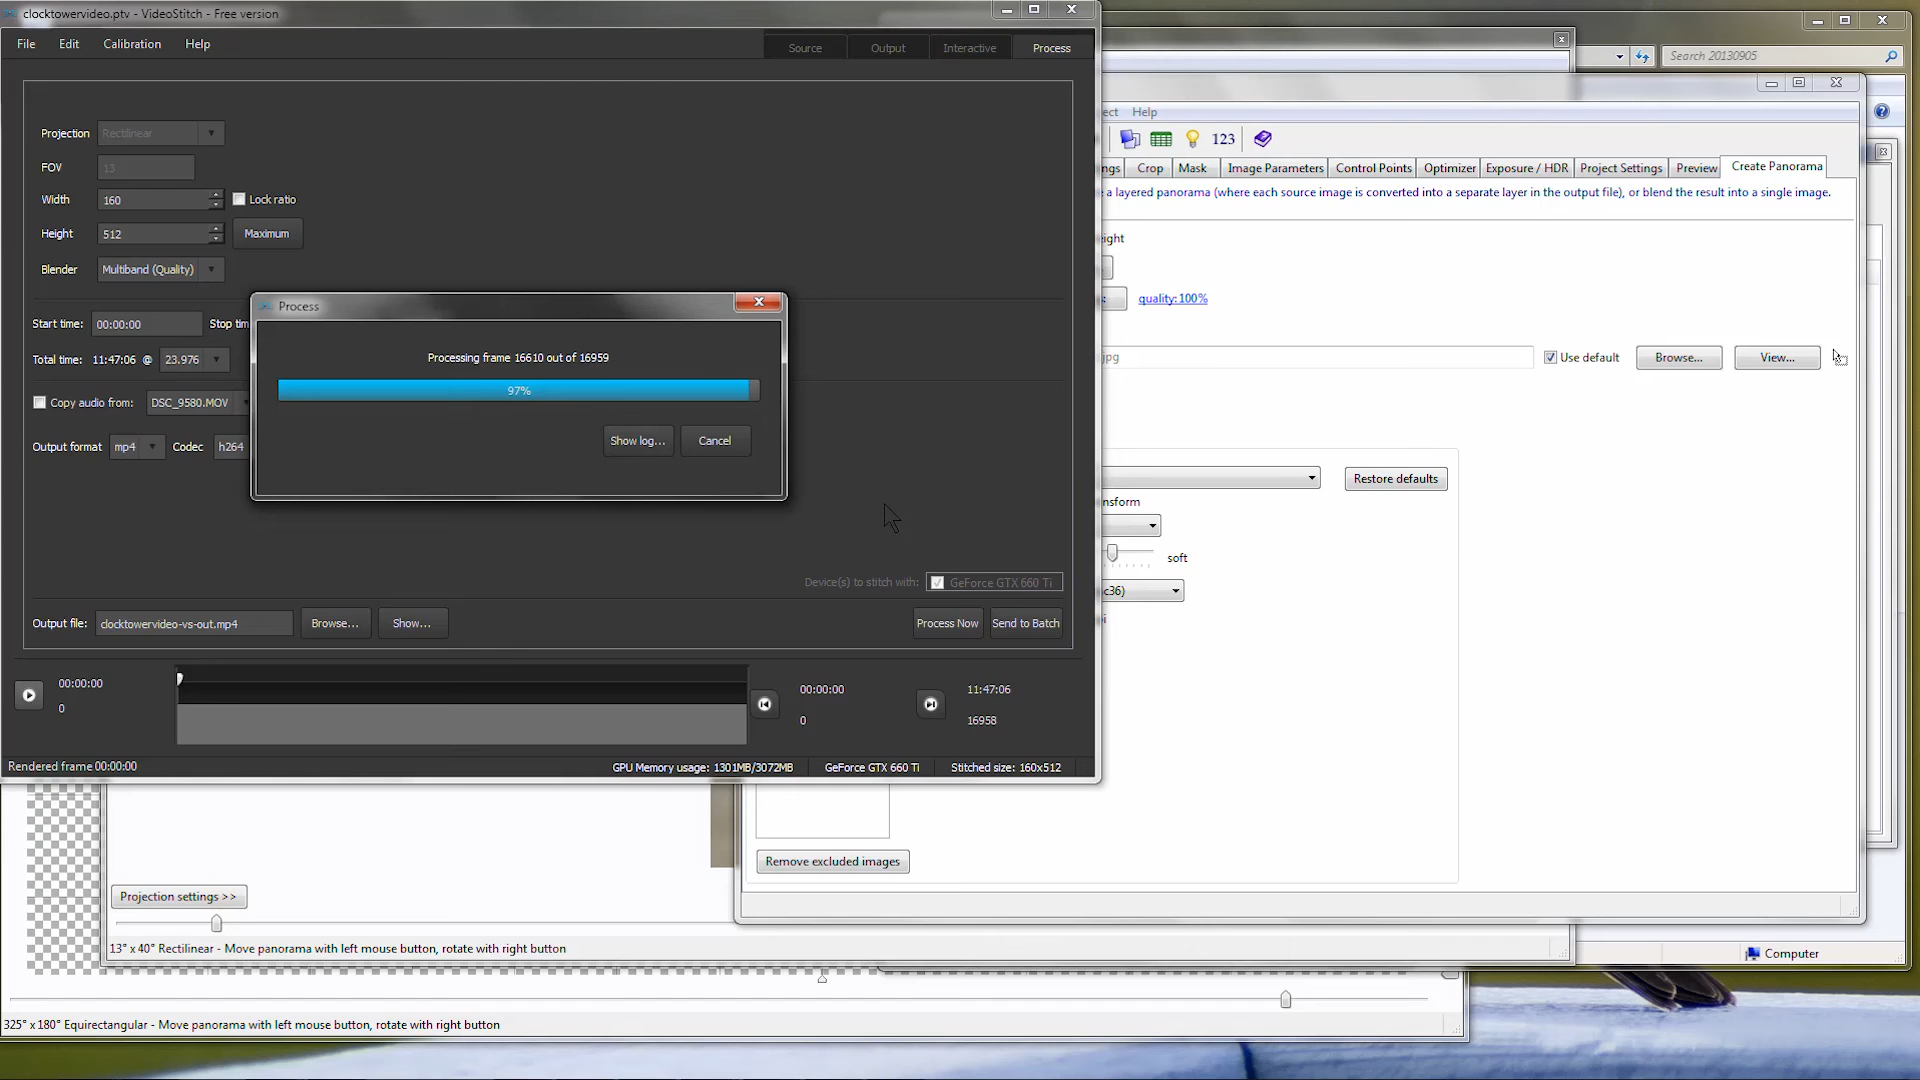 clocktowervideo.ptv - VideoStitch - Free version
File Edit Calibration Help
Source Output Interactive Process
Search 20130905
Help
123
Crop Mask Image Parameters Control Points Optimizer Exposure / HDR Project Settings Preview Create Panorama
a layered panorama (where each source image is converted into a separate layer in the output file), or blend the result into a single image.
Projection Rectilinear
FOV 13
Width 160 Lock ratio
Height 512 Maximum
Blender Multiband (Quality)
quality:100%
Start time: 00:00:00 Stop tim
Total time: 11:47:06 @ 23.976
Copy audio from: DSC_9580.MOV
Output format mp4 Codec h264
Process
Processing frame 16610 out of 16959
97%
Show log... Cancel
jpg Use default Browse... View...
Restore defaults
soft
c36)
Device(s) to stitch with: GeForce GTX 660 Ti
Output file: clocktowervideo-vs-out.mp4 Browse... Show... Process Now Send to Batch
00:00:00
0
00:00:00
0
11:47:06
16958
Rendered frame 00:00:00 GPU Memory usage: 1301MB/3072MB GeForce GTX 660 Ti Stitched size: 160x512
Remove excluded images
Projection settings >>
13° x 40° Rectilinear - Move panorama with left mouse button, rotate with right button
Computer
325° x 180° Equirectangular - Move panorama with left mouse button, rotate with right button